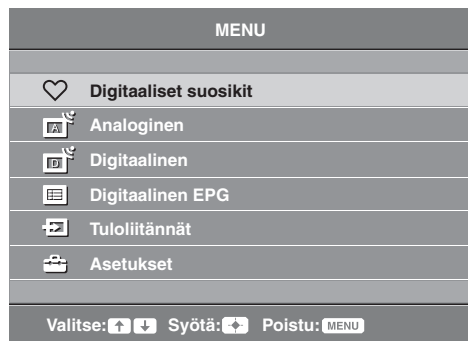 MENU
Digitaaliset suosikit
A Analoginen
D Digitaalinen
Digitaalinen EPG
Tuloliitännät
Asetukset
Valitse: Syötä: Poistu: MENU